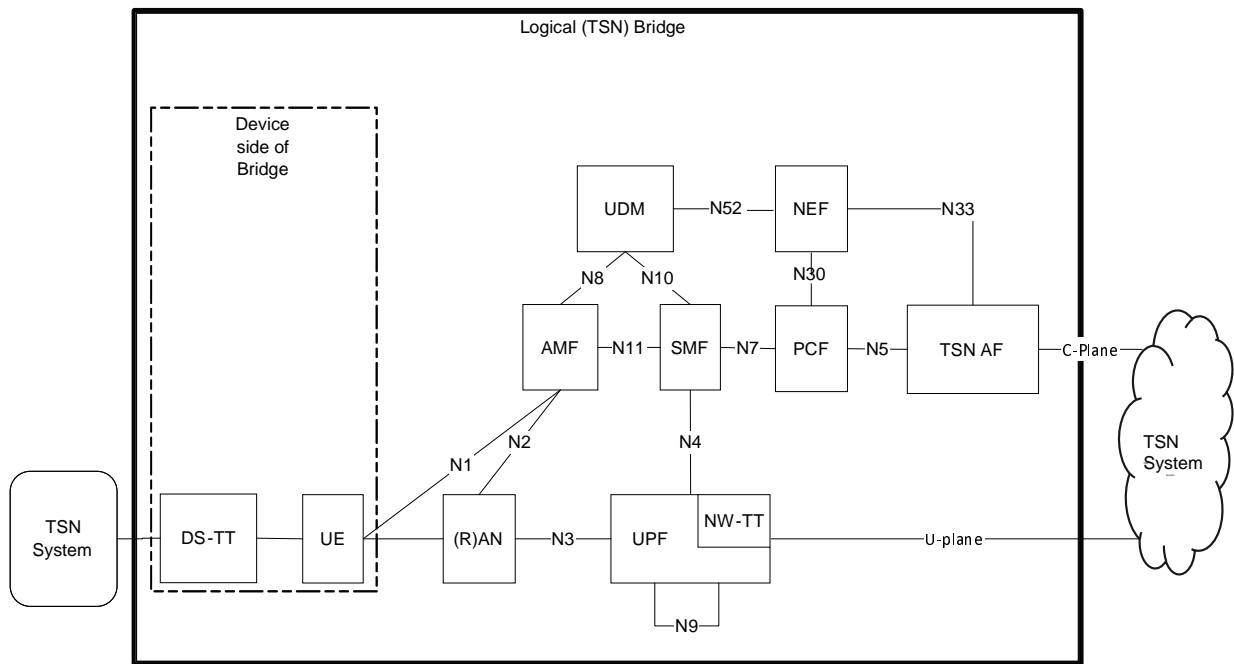 Logical (TSN) Bridge
Device
side of
Bridge
UDM
N52
NEF
N33
N8
N10
N30
AMF
N11
SMF
N7
PCF
N5
TSN AF
C-Plane
N1
N2
N4
TSN
System
TSN
System
DS-TT
UE
(R)AN
N3
UPF
NW-TT
U-plane
N9